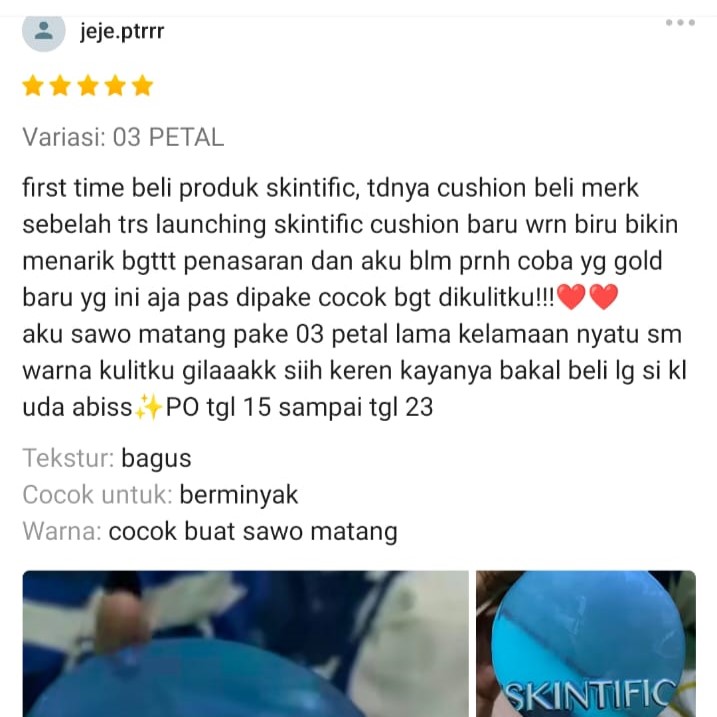 jeje.ptrrr
Variasi: 03 PETAL
first time beli produk skintific, tdnya cushion beli merk
sebelah trs launching skintific cushion baru wrn biru bikin
menarik bgttt penasaran dan aku blm prnh coba yg gold
baru yg ini aja pas dipake cocok bgt dikulitku!!!❤️❤️
aku sawo matang pake 03 petal lama kelamaan nyatu sm
warna kulitku gilaaakk siih keren kayanya bakal beli lg si kl
uda abiss✨PO tgl 15 sampai tgl 23
Tekstur: bagus
Cocok untuk: berminyak
Warna: cocok buat sawo matang
SKINTIFIC